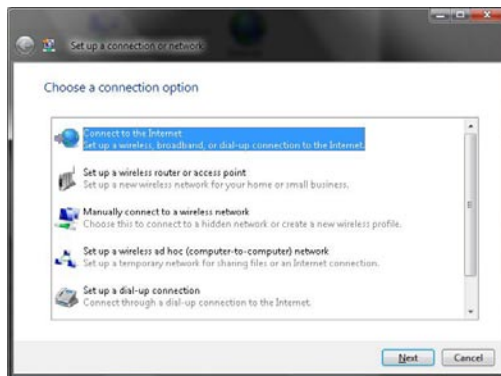 Set up a connection or network
Choose a connection option
Connect to the Internet
Set up a wireless, broadband, or dial-up connection to the Internet.
Set up a wireless router or access point
Set up a new wireless network for your home or small business.
Manually connect to a wireless network
Choose this to connect to a hidden network or create a new wireless profile.
Set up a wireless ad hoc (computer-to-computer) network
Set up a temporary network for sharing files or an Internet connection.
Set up a dial-up connection
Connect through a dial-up connection to the Internet.
Next Cancel